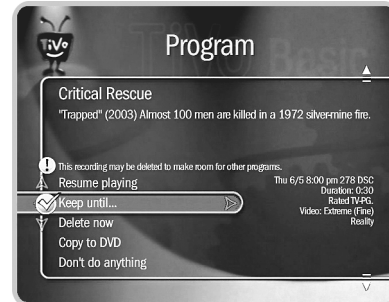 TiVo
TiVo Basic
Program
Critical Rescue
"Trapped" (2003) Almost 100 men are killed in a 1972 silver-mine fire.
This recording may be deleted to make room for other programs.
Resume playing
Keep until...
Delete now
Copy to DVD
Don't do anything
Thu 6/5 8:00 pm 278 DSC
Duration: 0:30
Rated TV-PG.
Video: Extreme (Fine)
Reality